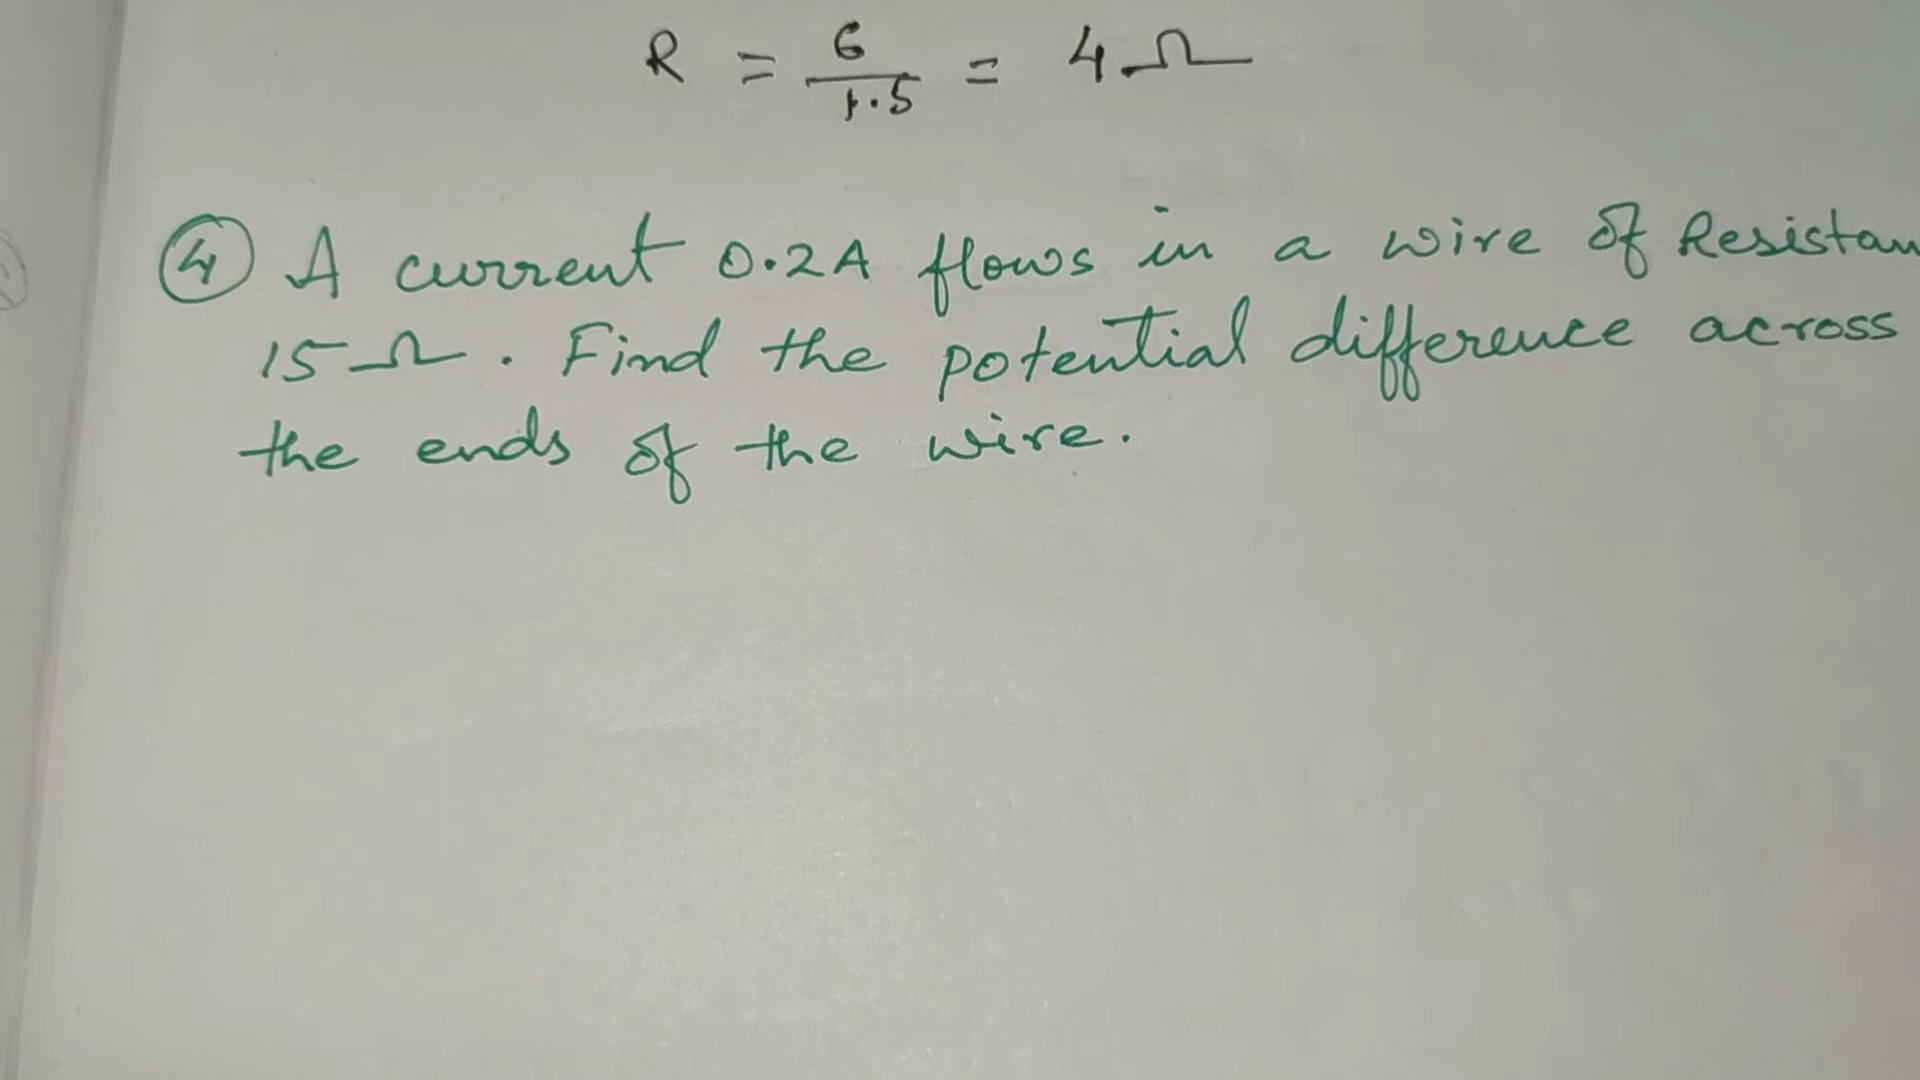 R = 6/1.5 = 4Ω
④ A current 0.2A flows in a wire of Resistan
15Ω. Find the potential difference across
the ends of the wire.